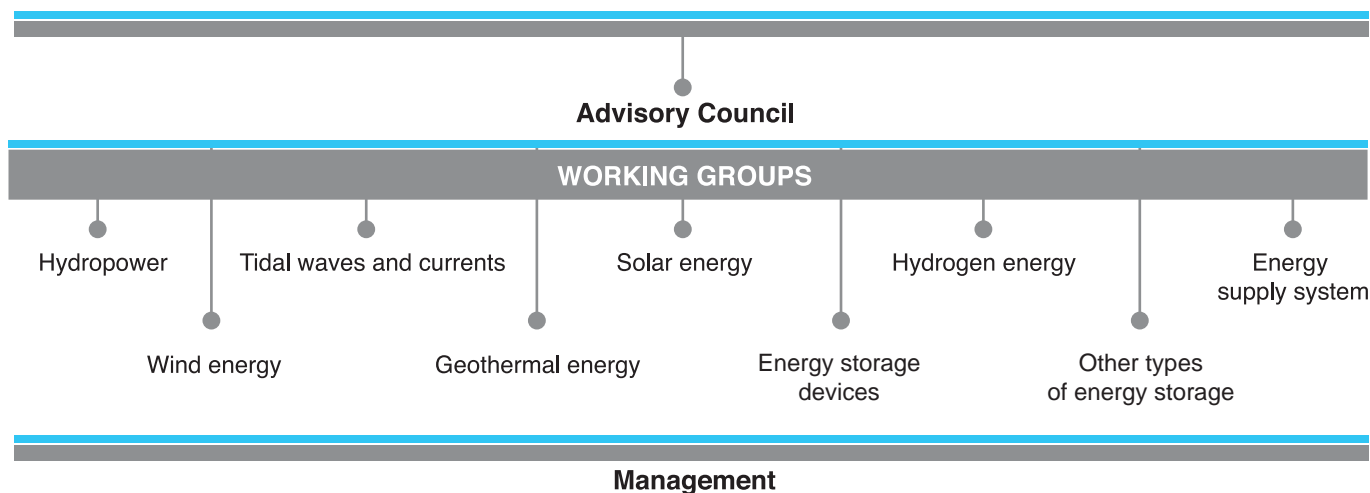 Advisory Council
WORKING GROUPS
Hydropower
Tidal waves and currents
Solar energy
Hydrogen energy
Energy
supply system
Wind energy
Geothermal energy
Energy storage
devices
Other types
of energy storage
Management